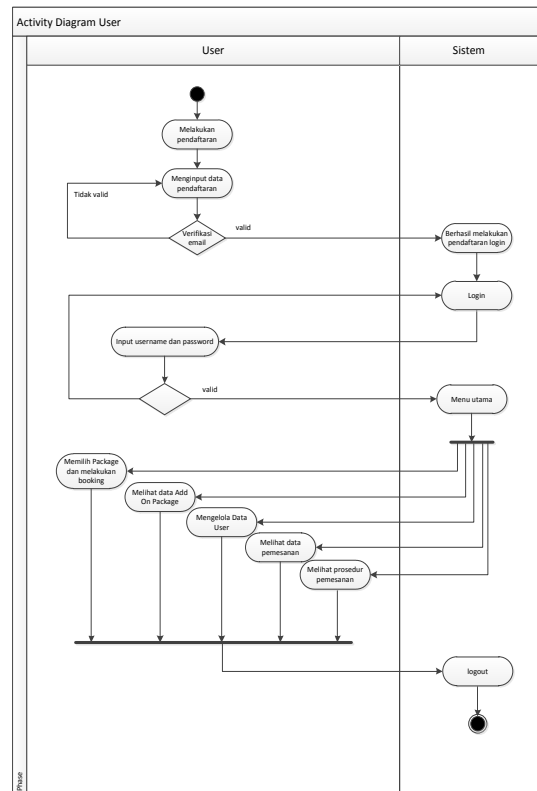 Activity Diagram User
User
Sistem
Melakukan
pendaftaran
Menginput data
pendaftaran
Tidak valid
Verifikasi
email
valid
Berhasil melakukan
pendaftaran login
Login
Input username dan password
valid
Menu utama
Memilih Package
dan melakukan
booking
Melihat data Add
On Package
Mengelola Data
User
Melihat data
pemesanan
Melihat prosedur
pemesanan
logout
Phase